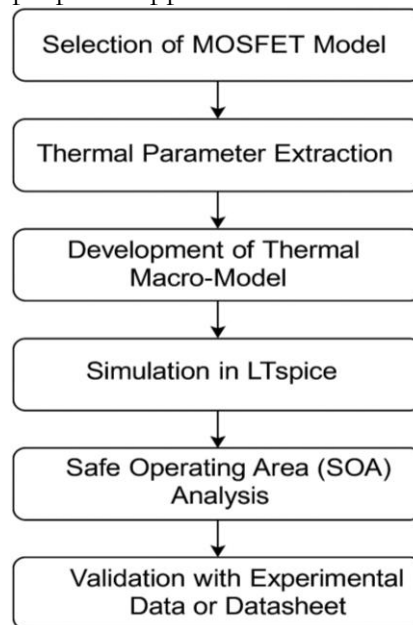 Selection of MOSFET Model
Thermal Parameter Extraction
Development of Thermal
Macro-Model
Simulation in LTspice
Safe Operating Area (SOA)
Analysis
Validation with Experimental
Data or Datasheet